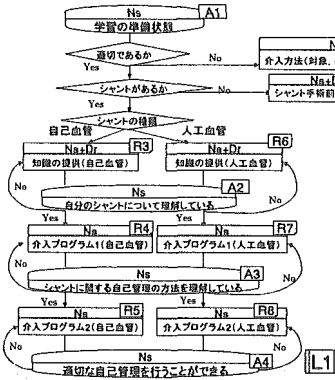 Ns A1
学習の準備状態
適切であるか
No
N
介入方法(対象、
Yes
シャントがあるか
No
Na+D
シャント手術前
Yes
シャントの種類
自己血管 人工血管
Na+Dr R3 Na+Dr R6
知識の提供(自己血管) 知識の提供(人工血管)
No No
Ns A2
自分のシャントについて理解している
Yes Yes
Na R4 Na R7
介入プログラム1(自己血管) 介入プログラム1(人工血管)
Ns A3
シャントに関する自己管理の方法を理解している
No No
Yes Yes
Ns R5 Na R8
介入プログラム2(自己血管) 介入プログラム2(人工血管)
No No
Ns A4
適切な自己管理を行うことができる
L1